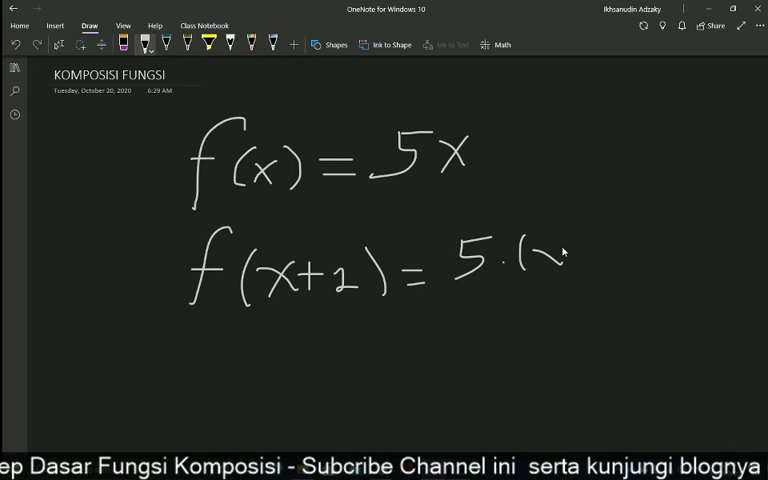 OneNote for Windows 10
Ikhsanudin Adzaky
Home Insert Draw View Help Class Notebook
Share
Shapes Ink to Shape Ink to Text Math
KOMPOSISI FUNGSI
Tuesday, October 20, 2020 6:29 AM
f(x) = 5x
f(x+2) = 5.(
ep Dasar Fungsi Komposisi - Subcribe Channel ini serta kunjungi blognya